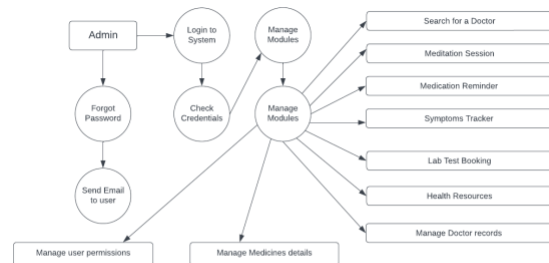 Admin
Login to
System
Manage
Modules
Search for a Doctor
Meditation Session
Medication Reminder
Forgot
Password
Check
Credentials
Manage
Modules
Symptoms Tracker
Lab Test Booking
Send Email
to user
Health Resources
Manage Doctor records
Manage user permissions
Manage Medicines details